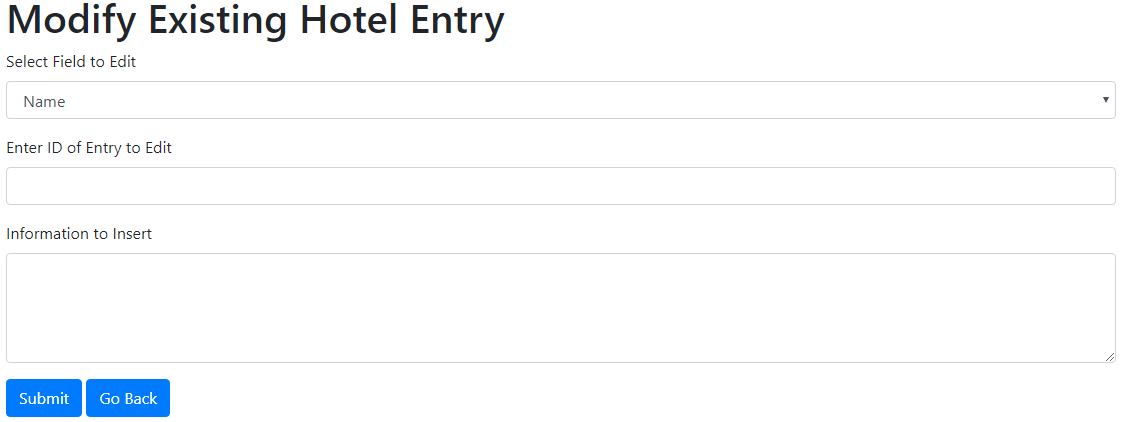 Modify Existing Hotel Entry
Select Field to Edit
Name
Enter ID of Entry to Edit
Information to Insert
Submit Go Back